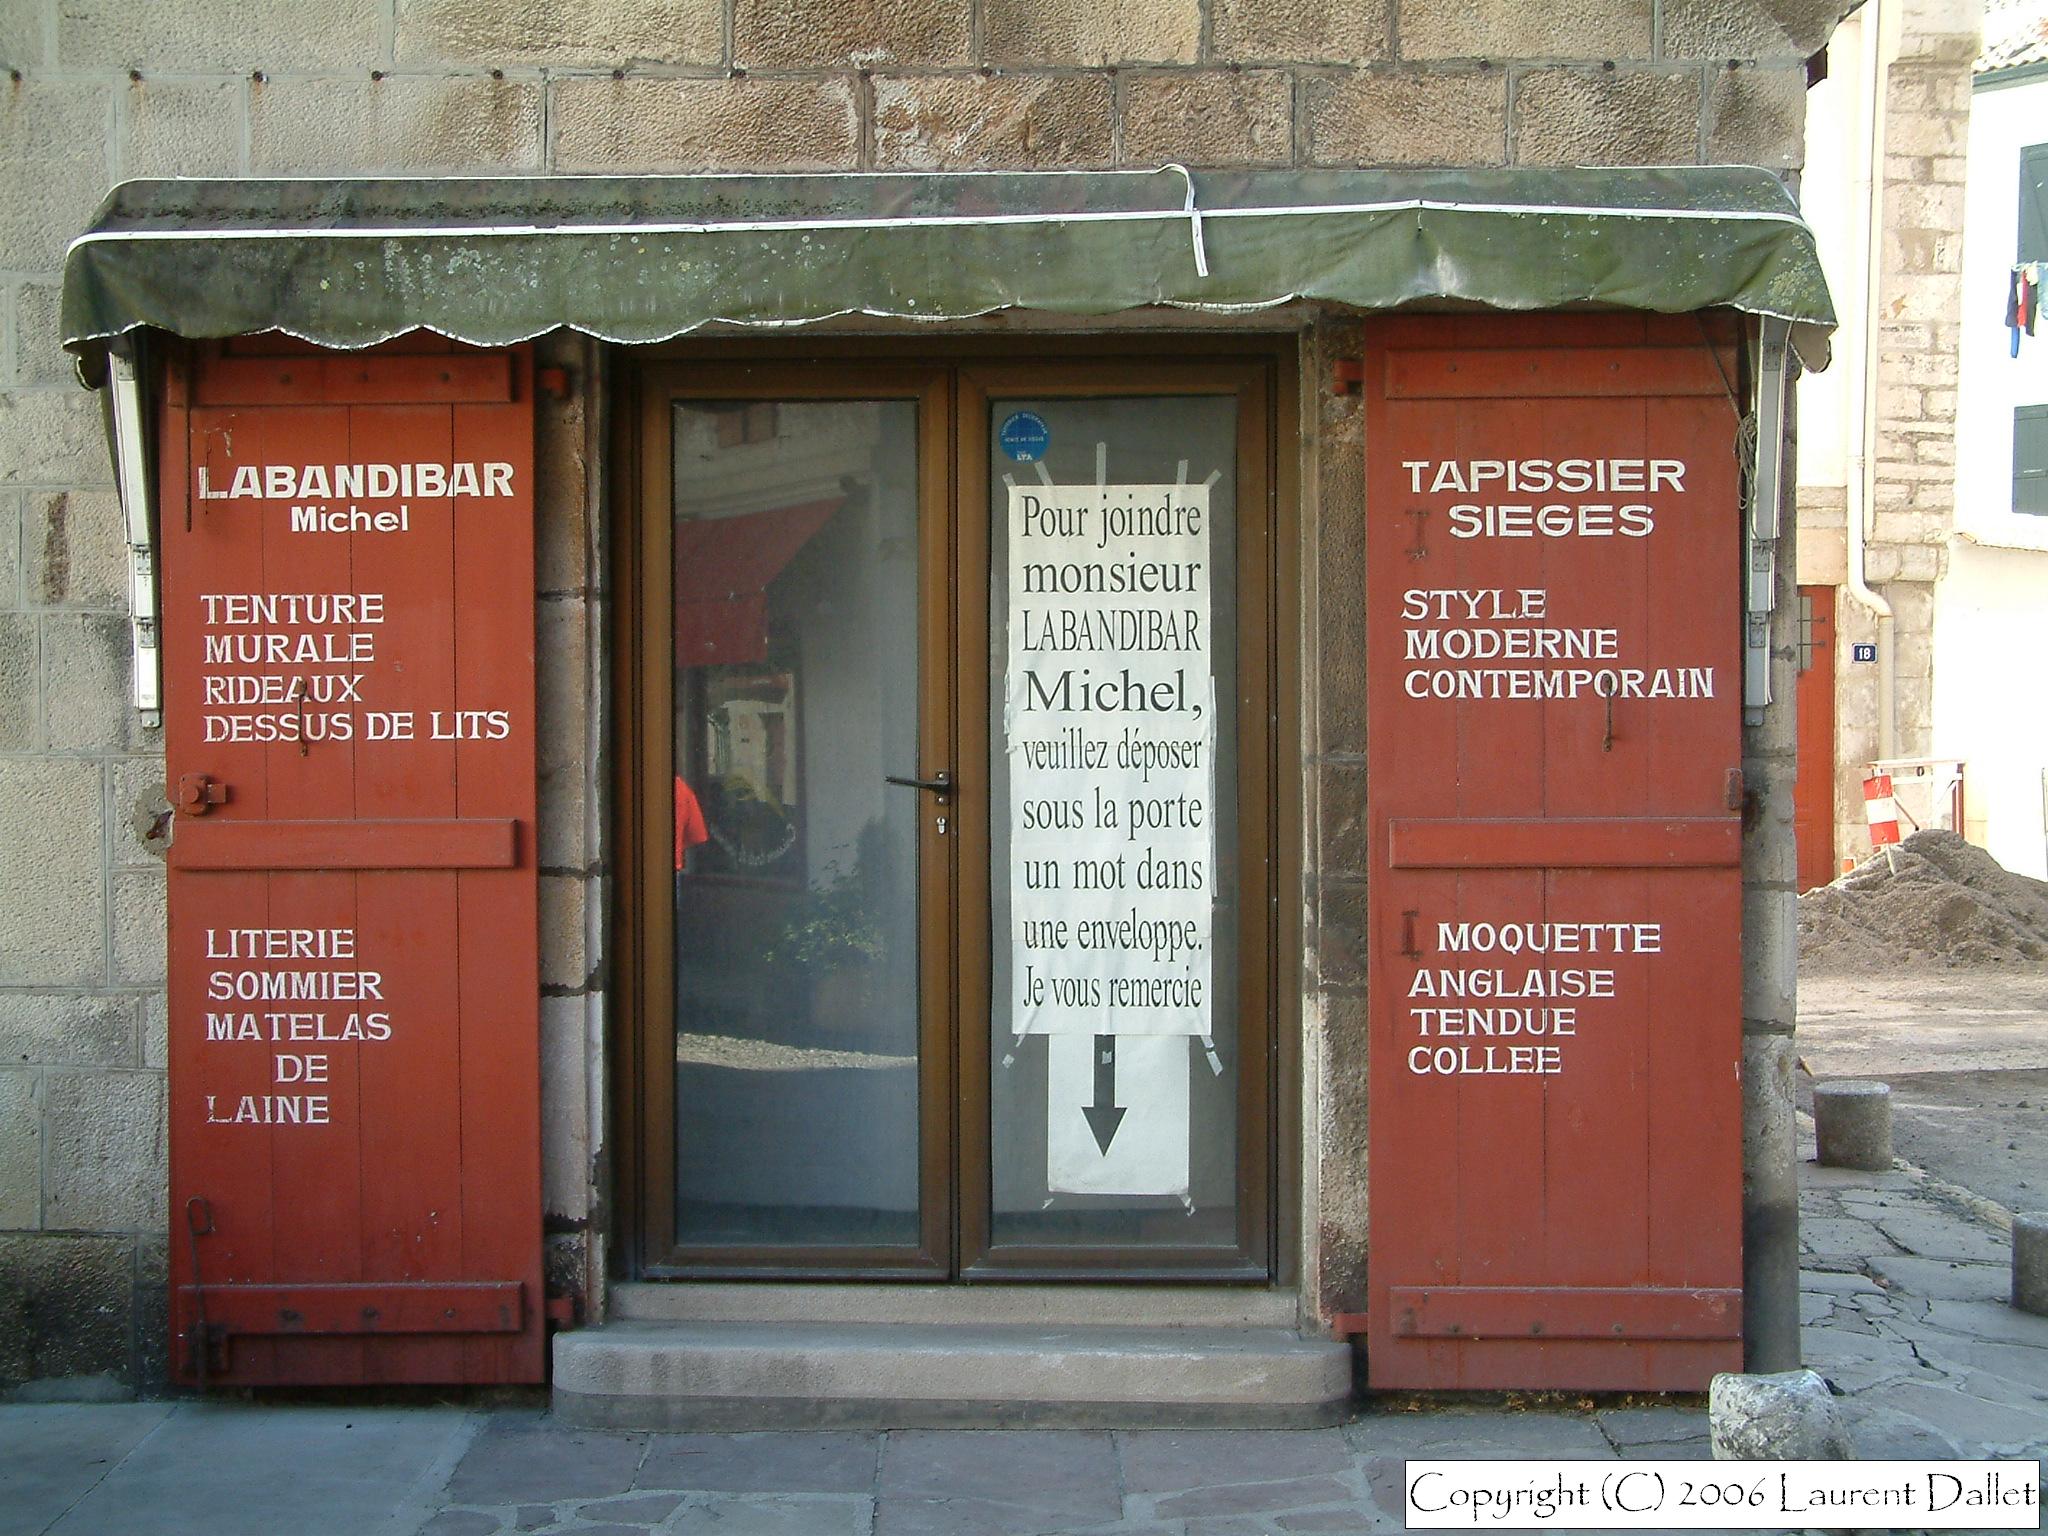 LABANDIBAR
Michel
TENTURE
MURALE
RIDEAUX
DESSUS DE LITS
LITERIE
SOMMIER
MATELAS
DE
LAINE
Pour joindre
monsieur
LABANDIBAR
Michel,
veuillez déposer
sous la porte
un mot dans
une enveloppe.
Je vous remercie
TAPISSIER
SIEGES
STYLE
MODERNE
CONTEMPORAIN
MOQUETTE
ANGLAISE
TENDUE
COLLEE
18
Copyright (C) 2006 Laurent Dallet